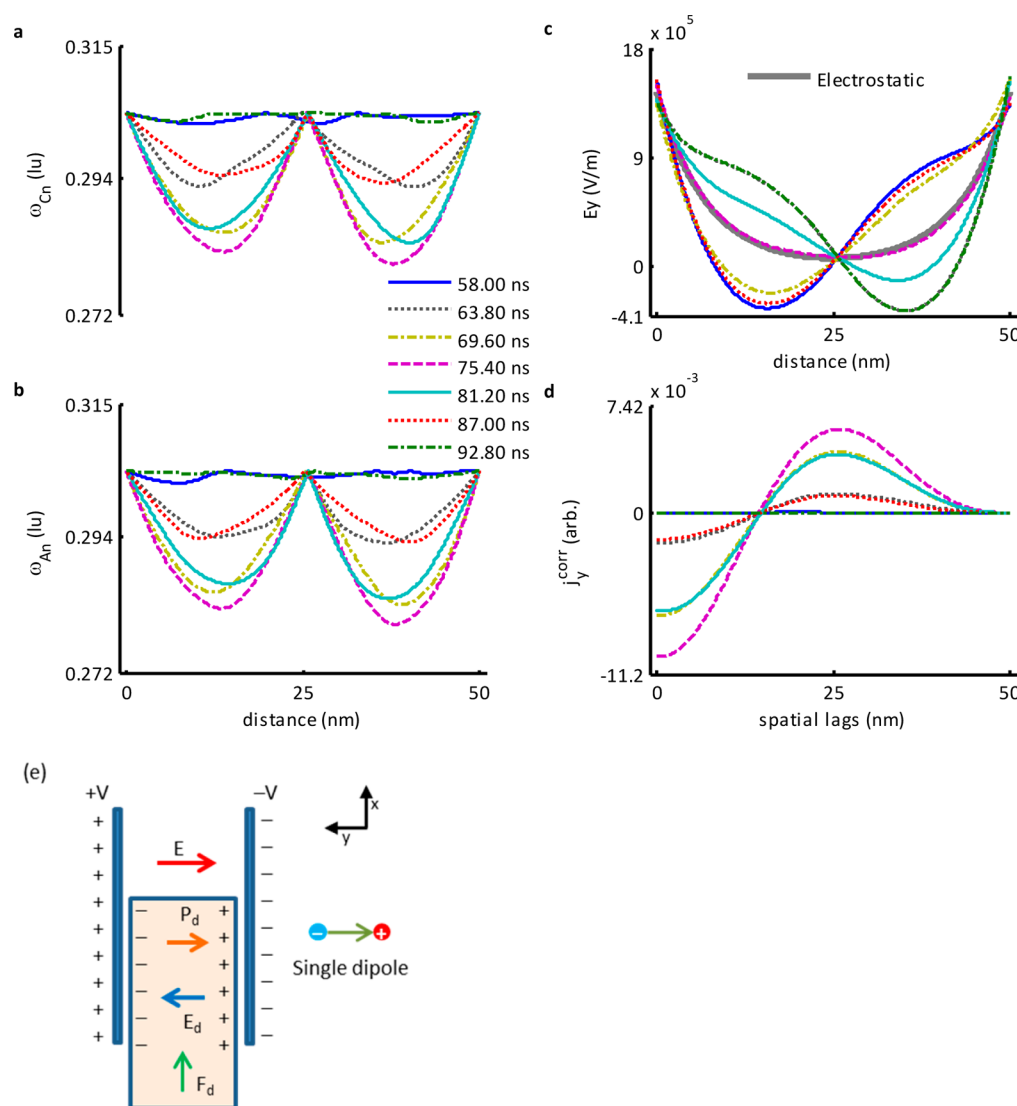 a
0.315
0.294
0.272
ω_Cn (lu)
c
x 10^5
18
9
0
-4.1
Ey (V/m)
Electrostatic
0 25 50
distance (nm)
58.00 ns
63.80 ns
69.60 ns
75.40 ns
81.20 ns
87.00 ns
92.80 ns
b
0.315
0.294
0.272
ω_An (lu)
0 25 50
distance (nm)
d
x 10^-3
7.42
0
-11.2
j_y^corr (arb.)
0 25 50
spatial lags (nm)
(e)
+V −V
+ −
+ −
+ E −
+ −
+ − + −
+ − P_d + −
+ − + −
+ − E_d + −
+ − + −
F_d
x
y
− +
Single dipole